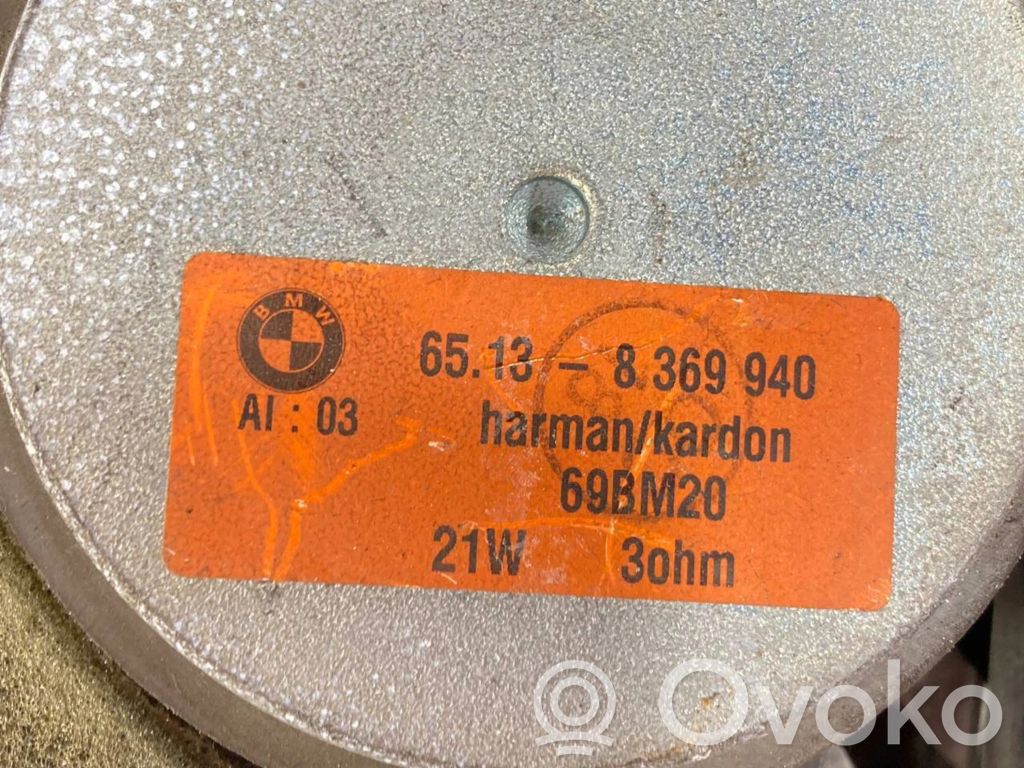 BMW
65.13 - 8 369 940
AI : 03
harman/kardon
69BM20
21W 3ohm
Ovoko